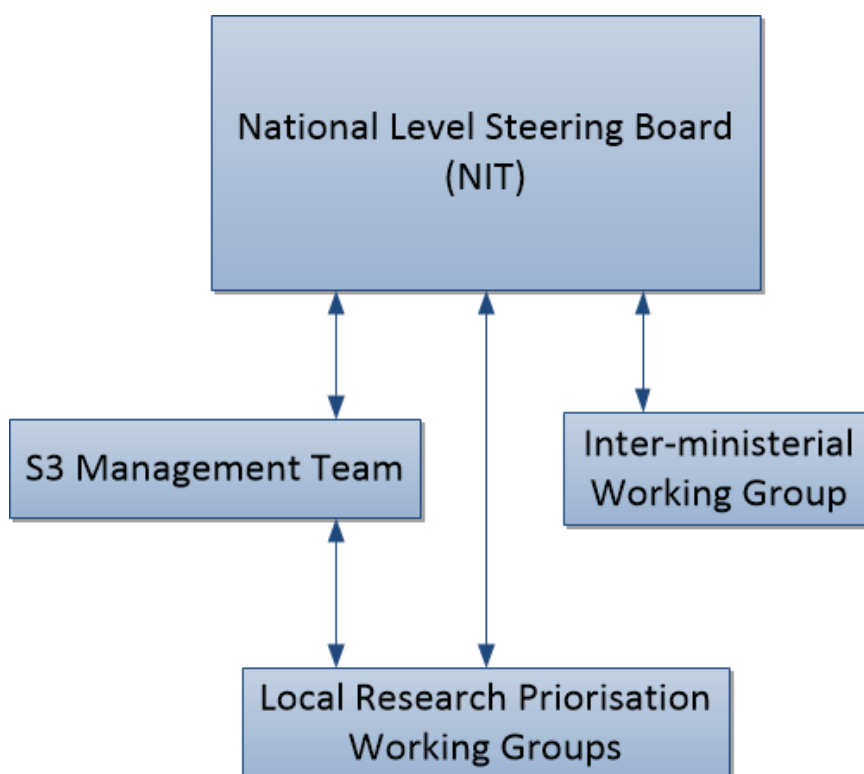 National Level Steering Board
(NIT)
S3 Management Team
Inter-ministerial
Working Group
Local Research Priorisation
Working Groups